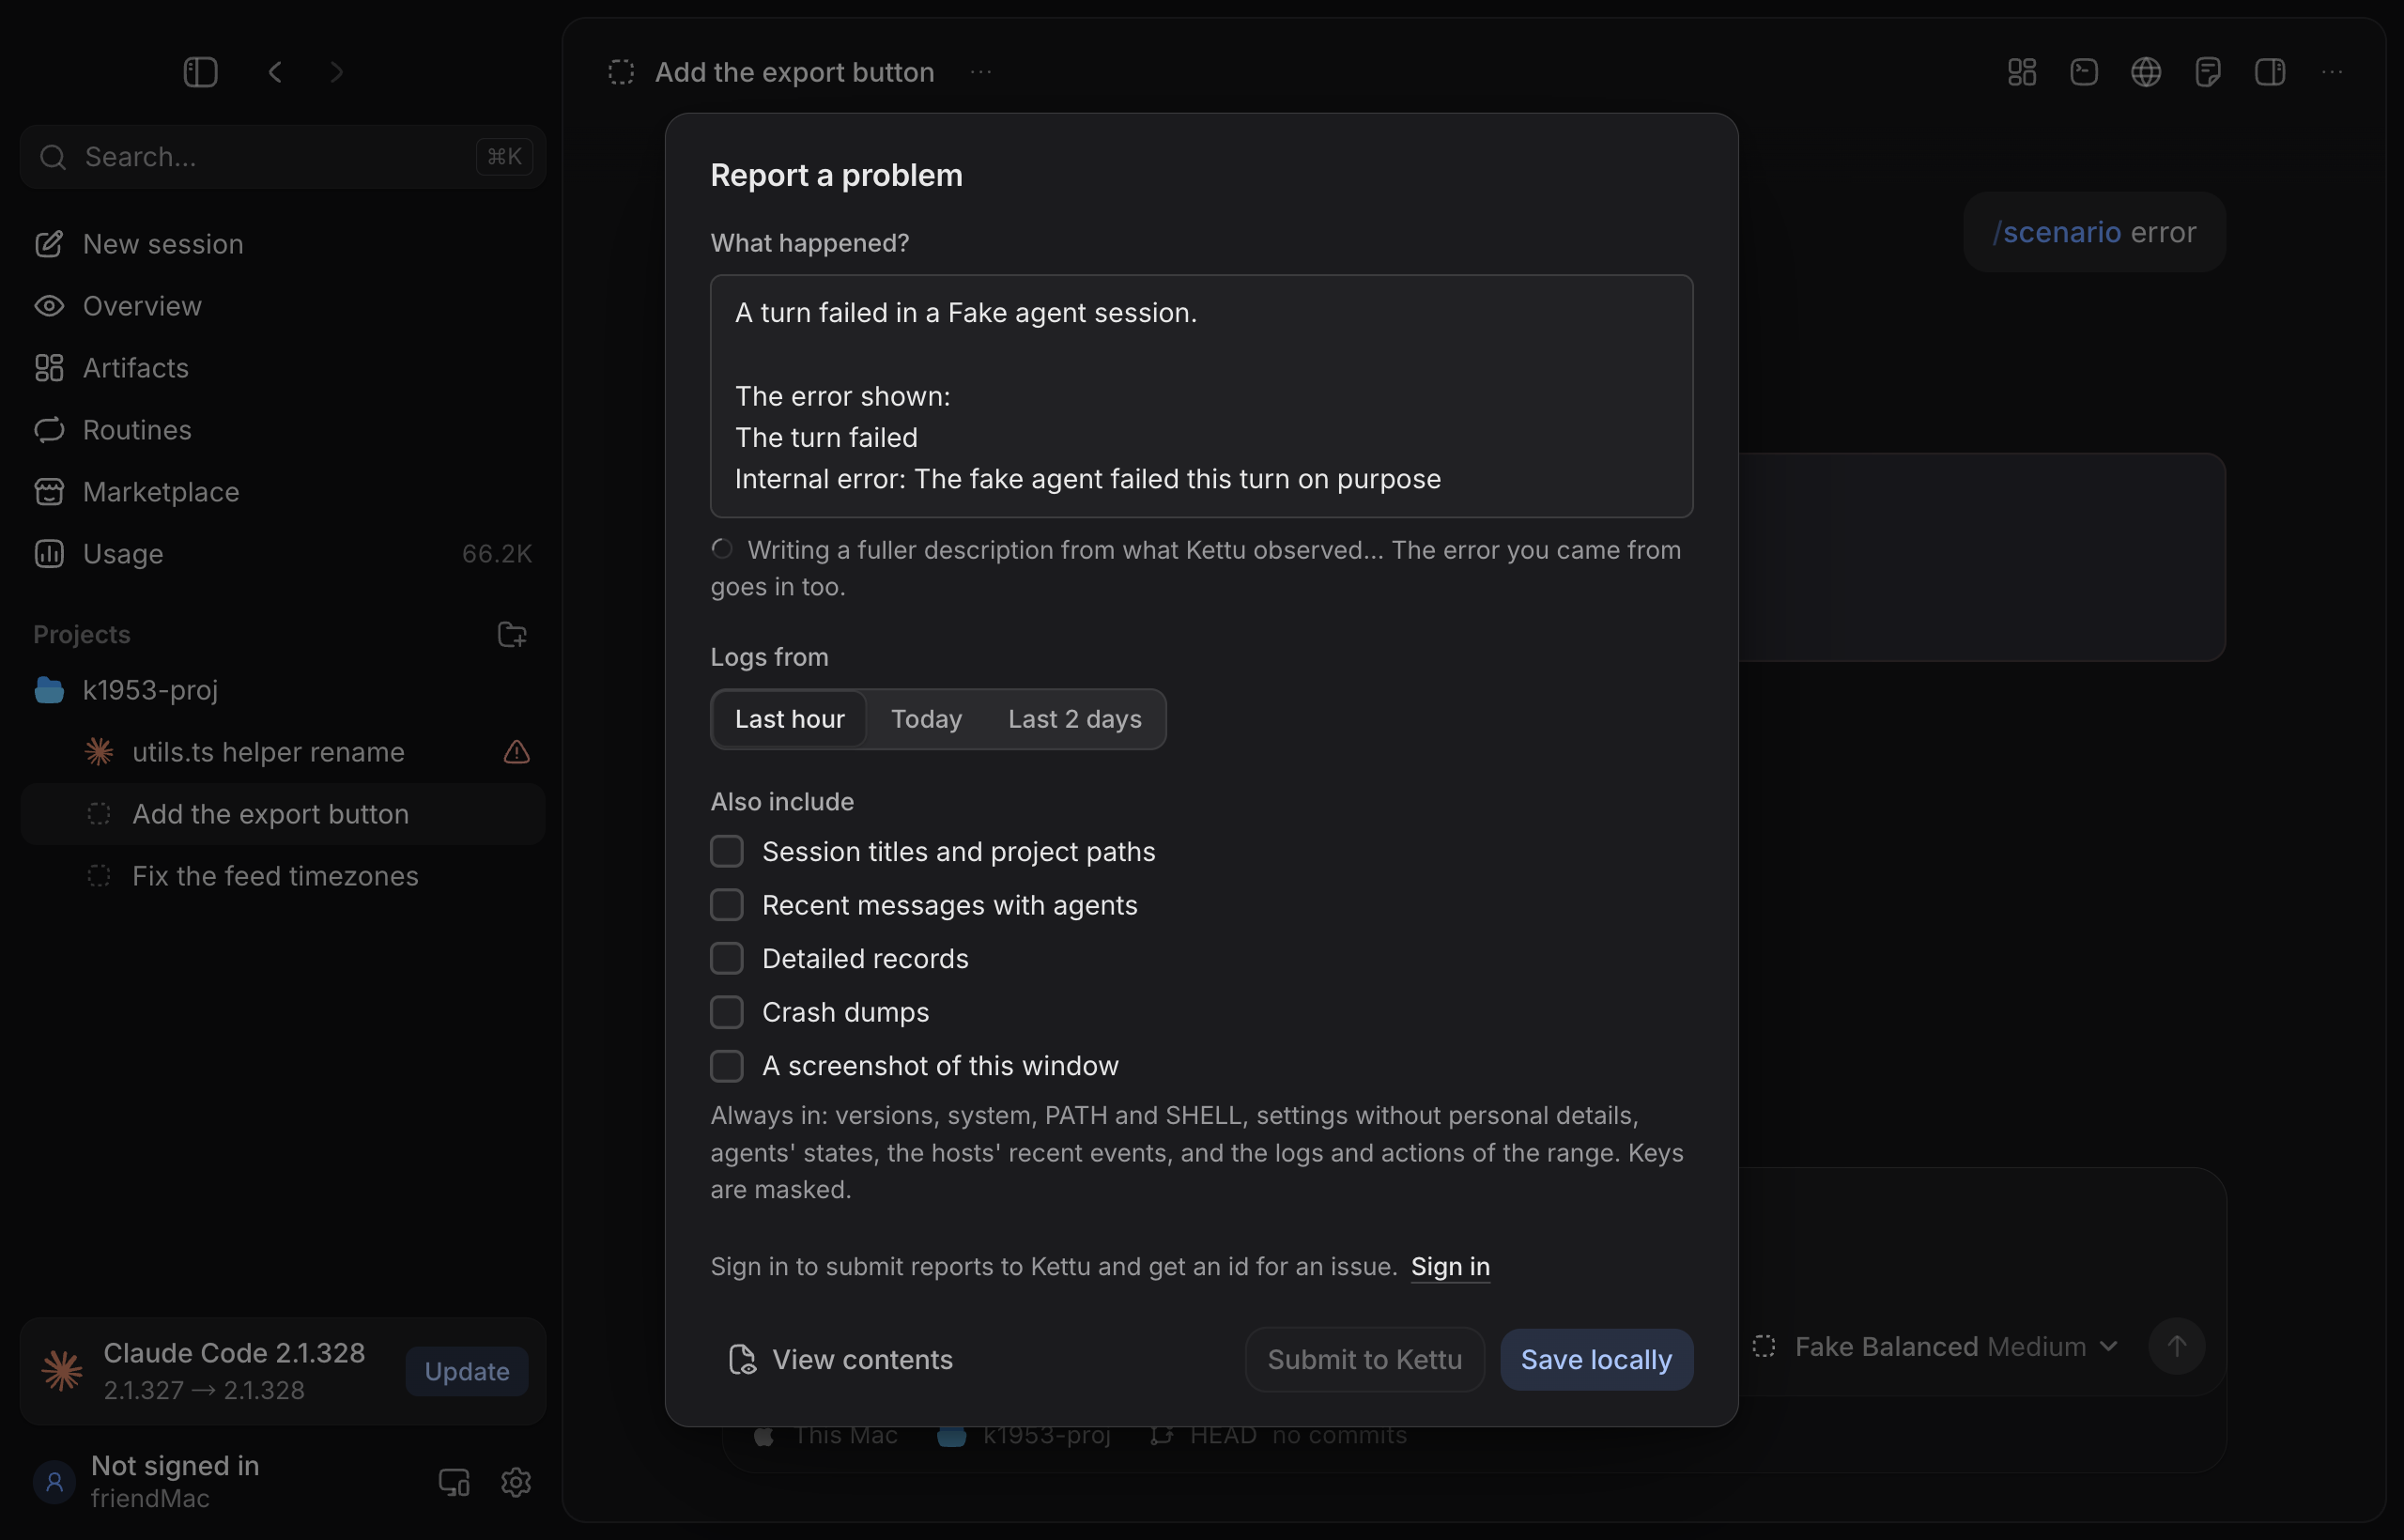 Search...
⌘K
New session
Overview
Artifacts
Routines
Marketplace
Usage
66.2K
Projects
k1953-proj
utils.ts helper rename
Add the export button
Fix the feed timezones
Claude Code 2.1.328
2.1.327 → 2.1.328
Update
Not signed in
friendMac
Add the export button
/scenario error
Report a problem
What happened?
A turn failed in a Fake agent session.
The error shown:
The turn failed
Internal error: The fake agent failed this turn on purpose
Writing a fuller description from what Kettu observed... The error you came from
goes in too.
Logs from
Last hour
Today
Last 2 days
Also include
Session titles and project paths
Recent messages with agents
Detailed records
Crash dumps
A screenshot of this window
Always in: versions, system, PATH and SHELL, settings without personal details,
agents' states, the hosts' recent events, and the logs and actions of the range. Keys
are masked.
Sign in to submit reports to Kettu and get an id for an issue. Sign in
View contents
Submit to Kettu
Save locally
Fake Balanced Medium
This Mac
k1953-proj
HEAD no commits